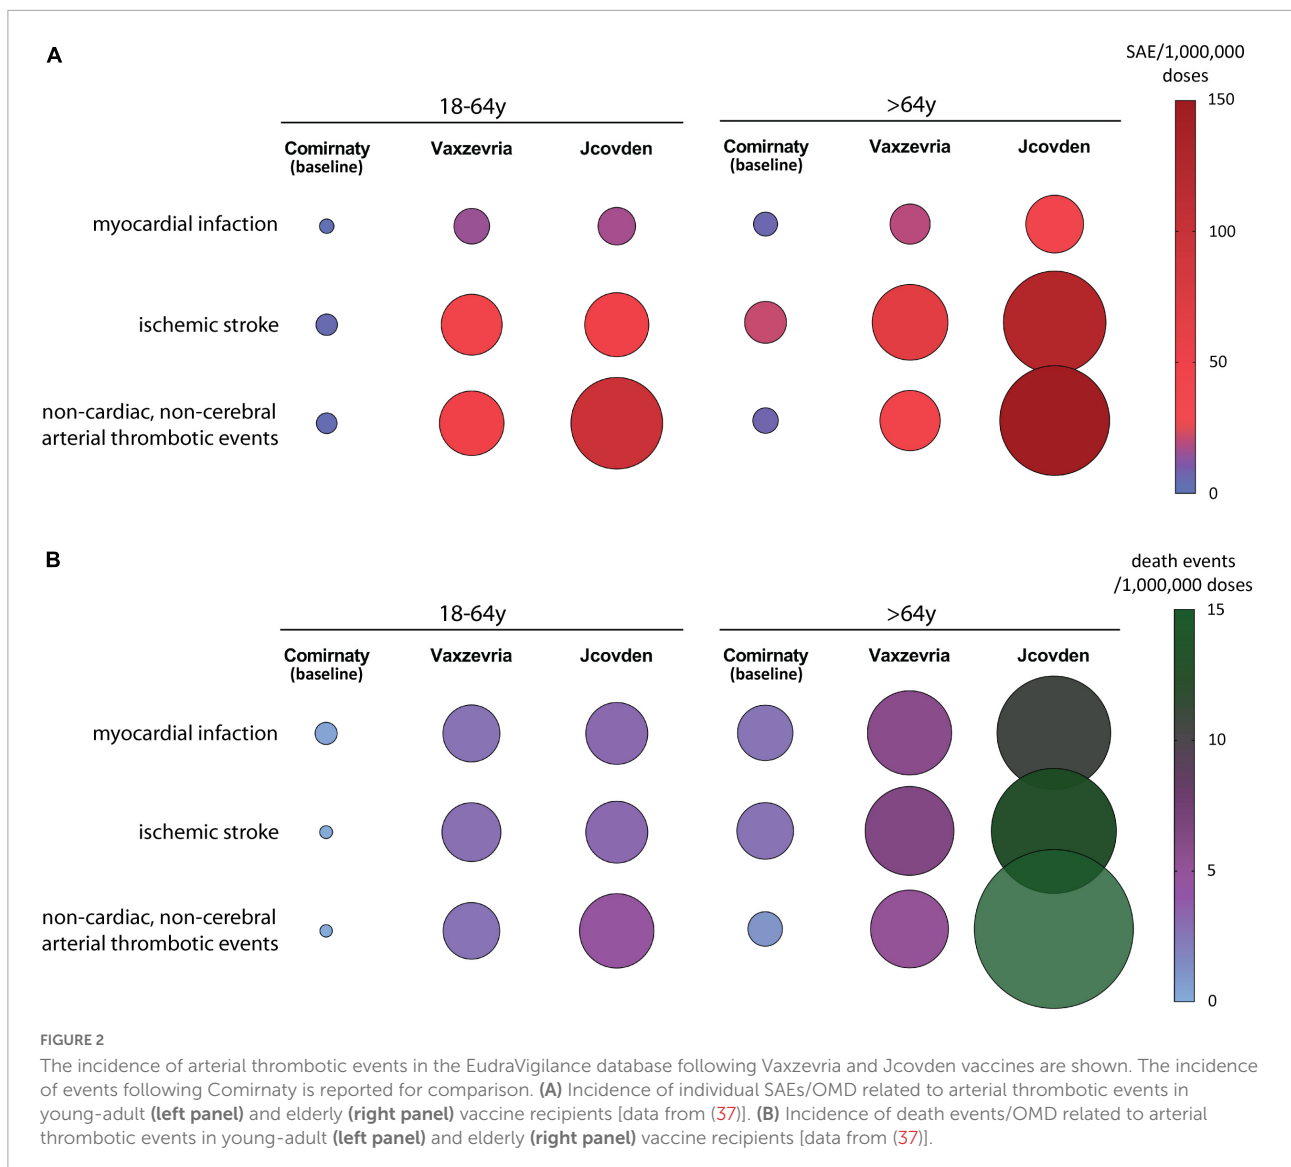 A
SAE/1,000,000
doses
18-64y
>64y
Comirnaty
(baseline)
Vaxzevria
Jcovden
Comirnaty
(baseline)
Vaxzevria
Jcovden
myocardial infaction
ischemic stroke
non-cardiac, non-cerebral
arterial thrombotic events
150
100
50
0
B
death events
/1,000,000 doses
18-64y
>64y
Comirnaty
(baseline)
Vaxzevria
Jcovden
Comirnaty
(baseline)
Vaxzevria
Jcovden
myocardial infaction
ischemic stroke
non-cardiac, non-cerebral
arterial thrombotic events
15
10
5
0
FIGURE 2
The incidence of arterial thrombotic events in the EudraVigilance database following Vaxzevria and Jcovden vaccines are shown. The incidence
of events following Comirnaty is reported for comparison. (A) Incidence of individual SAEs/OMD related to arterial thrombotic events in
young-adult (left panel) and elderly (right panel) vaccine recipients [data from (37)]. (B) Incidence of death events/OMD related to arterial
thrombotic events in young-adult (left panel) and elderly (right panel) vaccine recipients [data from (37)].